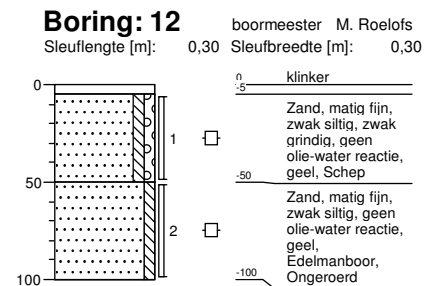 Boring: 12 boormeester M. Roelofs
Sleuflengte [m]: 0,30 Sleufbreedte [m]: 0,30
0 0 klinker
-5
Zand, matig fijn,
zwak siltig, zwak
grindig, geen
olie-water reactie,
geel, Schep
1
50 -50
Zand, matig fijn,
zwak siltig, geen
olie-water reactie,
geel,
Edelmanboor,
Ongeroerd
2
100 -100